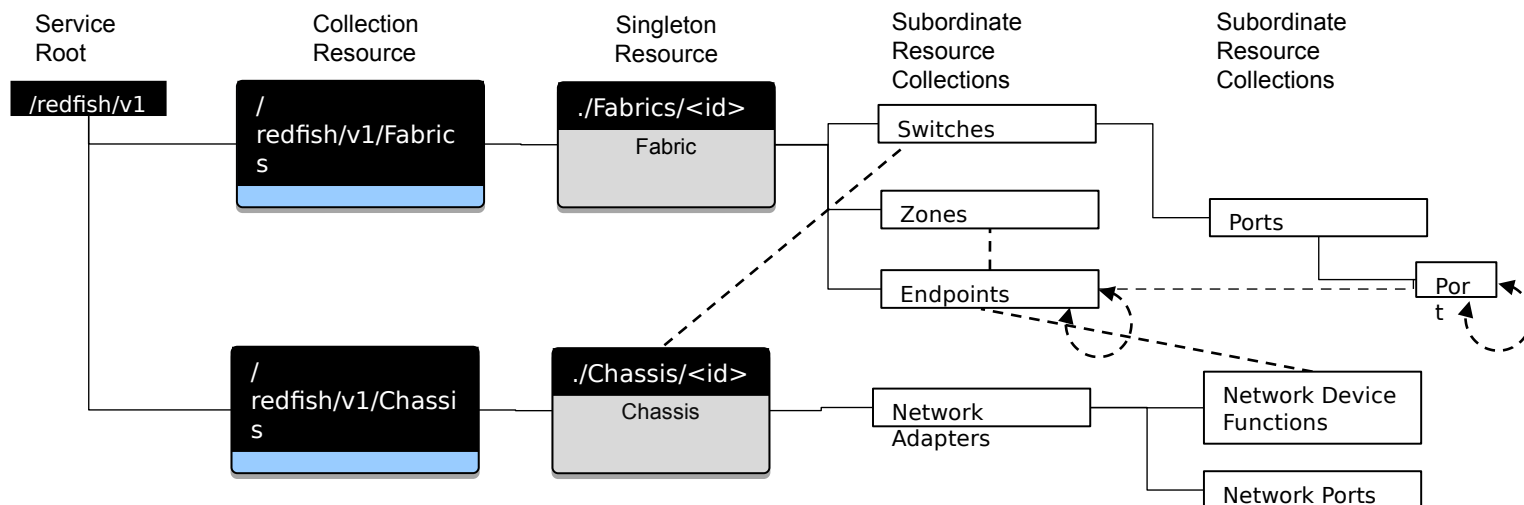 Service
Root
Collection
Resource
Singleton
Resource
Subordinate
Resource
Collections
Subordinate
Resource
Collections
/redfish/v1
/
redfish/v1/Fabric
s
./Fabrics/<id>
Fabric
Switches
Zones
Endpoints
Ports
Por
t
/
redfish/v1/Chassi
s
./Chassis/<id>
Chassis
Network
Adapters
Network Device
Functions
Network Ports